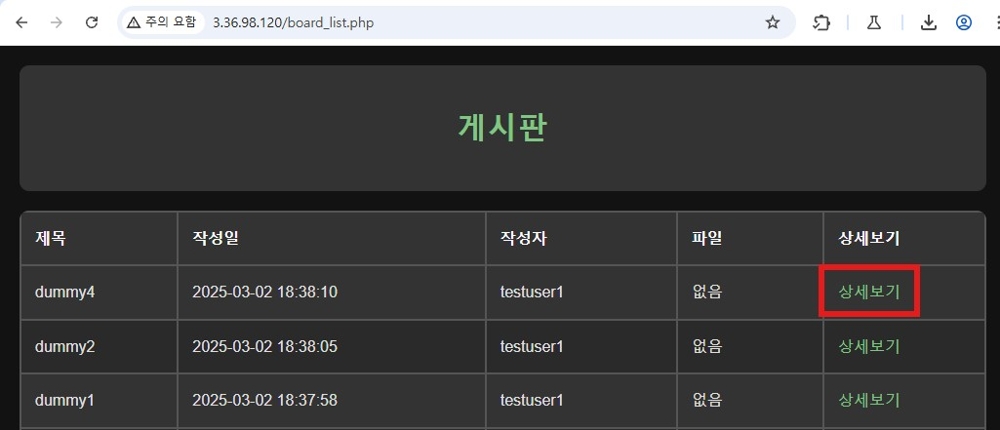 주의 요함 3.36.98.120/board_list.php
게시판
제목 작성일 작성자 파일 상세보기
dummy4 2025-03-02 18:38:10 testuser1 없음 상세보기
dummy2 2025-03-02 18:38:05 testuser1 없음 상세보기
dummy1 2025-03-02 18:37:58 testuser1 없음 상세보기